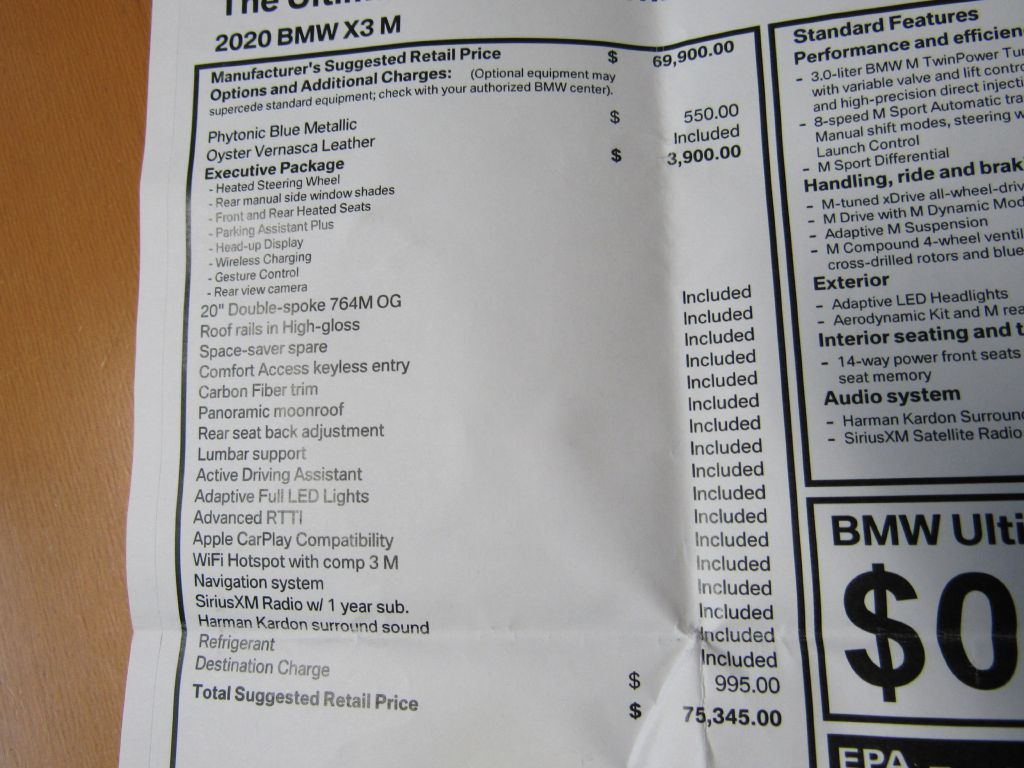 The
2020 BMW X3 M
Manufacturer's Suggested Retail Price $ 69,900.00
Options and Additional Charges: (Optional equipment may
supercede standard equipment; check with your authorized BMW center).
Phytonic Blue Metallic $ 550.00
Oyster Vernasca Leather Included
Executive Package $ 3,900.00
- Heated Steering Wheel
- Rear manual side window shades
- Front and Rear Heated Seats
- Parking Assistant Plus
- Head-up Display
- Wireless Charging
- Gesture Control
- Rear view camera
20" Double-spoke 764M OG Included
Roof rails in High-gloss Included
Space-saver spare Included
Comfort Access keyless entry Included
Carbon Fiber trim Included
Panoramic moonroof Included
Rear seat back adjustment Included
Lumbar support Included
Active Driving Assistant Included
Adaptive Full LED Lights Included
Advanced RTTI Included
Apple CarPlay Compatibility Included
WiFi Hotspot with comp 3 M Included
Navigation system Included
SiriusXM Radio w/ 1 year sub. Included
Harman Kardon surround sound Included
Refrigerant Included
Destination Charge $ 995.00
Total Suggested Retail Price $ 75,345.00
Standard Features
Performance and efficien
- 3.0-liter BMW M TwinPower Tu
with variable valve and lift contro
and high-precision direct injecti
- 8-speed M Sport Automatic tra
Manual shift modes, steering w
Launch Control
- M Sport Differential
Handling, ride and brak
- M-tuned xDrive all-wheel-driv
- M Drive with M Dynamic Mod
- Adaptive M Suspension
- M Compound 4-wheel ventil
cross-drilled rotors and blue
Exterior
- Adaptive LED Headlights
- Aerodynamic Kit and M rea
Interior seating and t
- 14-way power front seats
seat memory
Audio system
- Harman Kardon Surroun
- SiriusXM Satellite Radio
BMW Ulti
$0
EPA